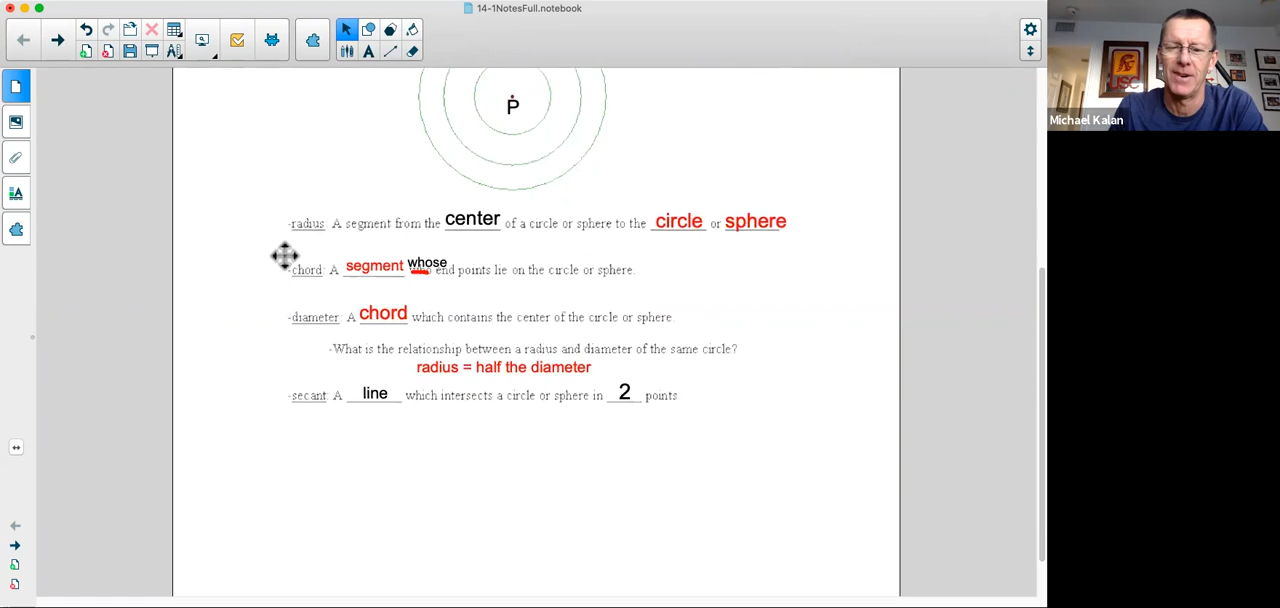 14-1NotesFull.notebook
USC
Michael Kalan
P
-radius: A segment from the center of a circle or sphere to the circle or sphere
-chord: A segment whose end points lie on the circle or sphere.
-diameter: A chord which contains the center of the circle or sphere.
-What is the relationship between a radius and diameter of the same circle?
radius = half the diameter
-secant: A line which intersects a circle or sphere in 2 points